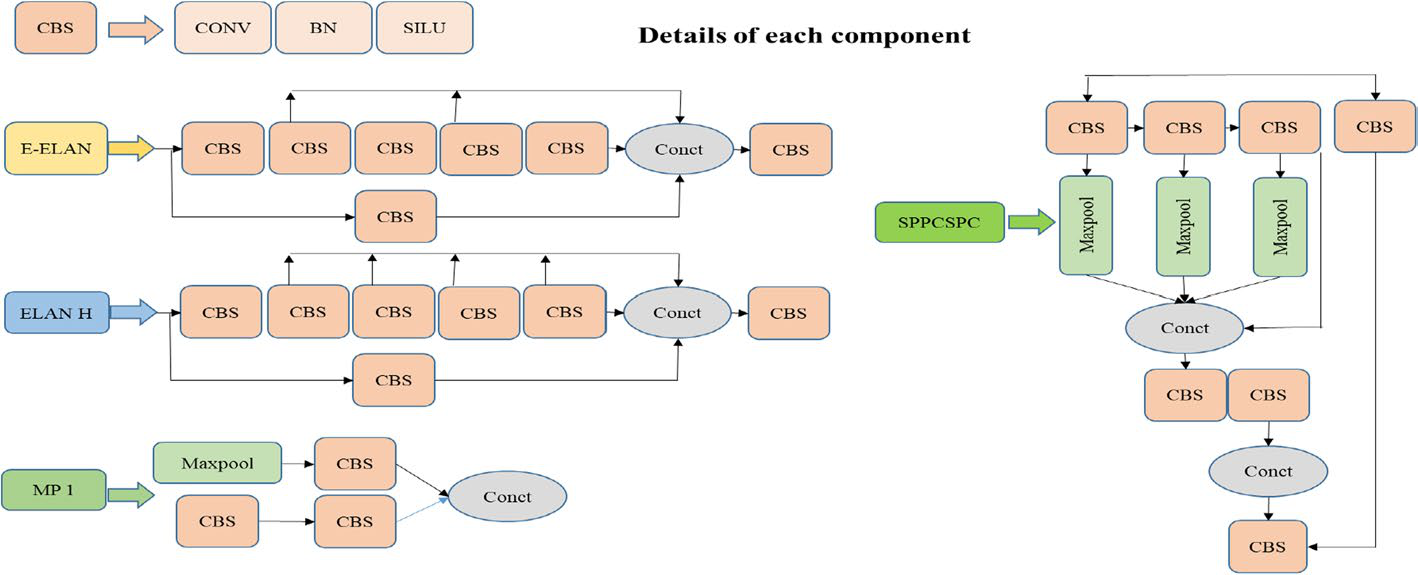 CBS CONV BN SILU
Details of each component
E-ELAN CBS CBS CBS CBS CBS Conct CBS
CBS
ELAN H CBS CBS CBS CBS CBS Conct CBS
CBS
MP 1
Maxpool CBS
CBS CBS
Conct
CBS CBS CBS CBS
SPPCSPC
Maxpool
Maxpool
Maxpool
Conct
CBS CBS
Conct
CBS